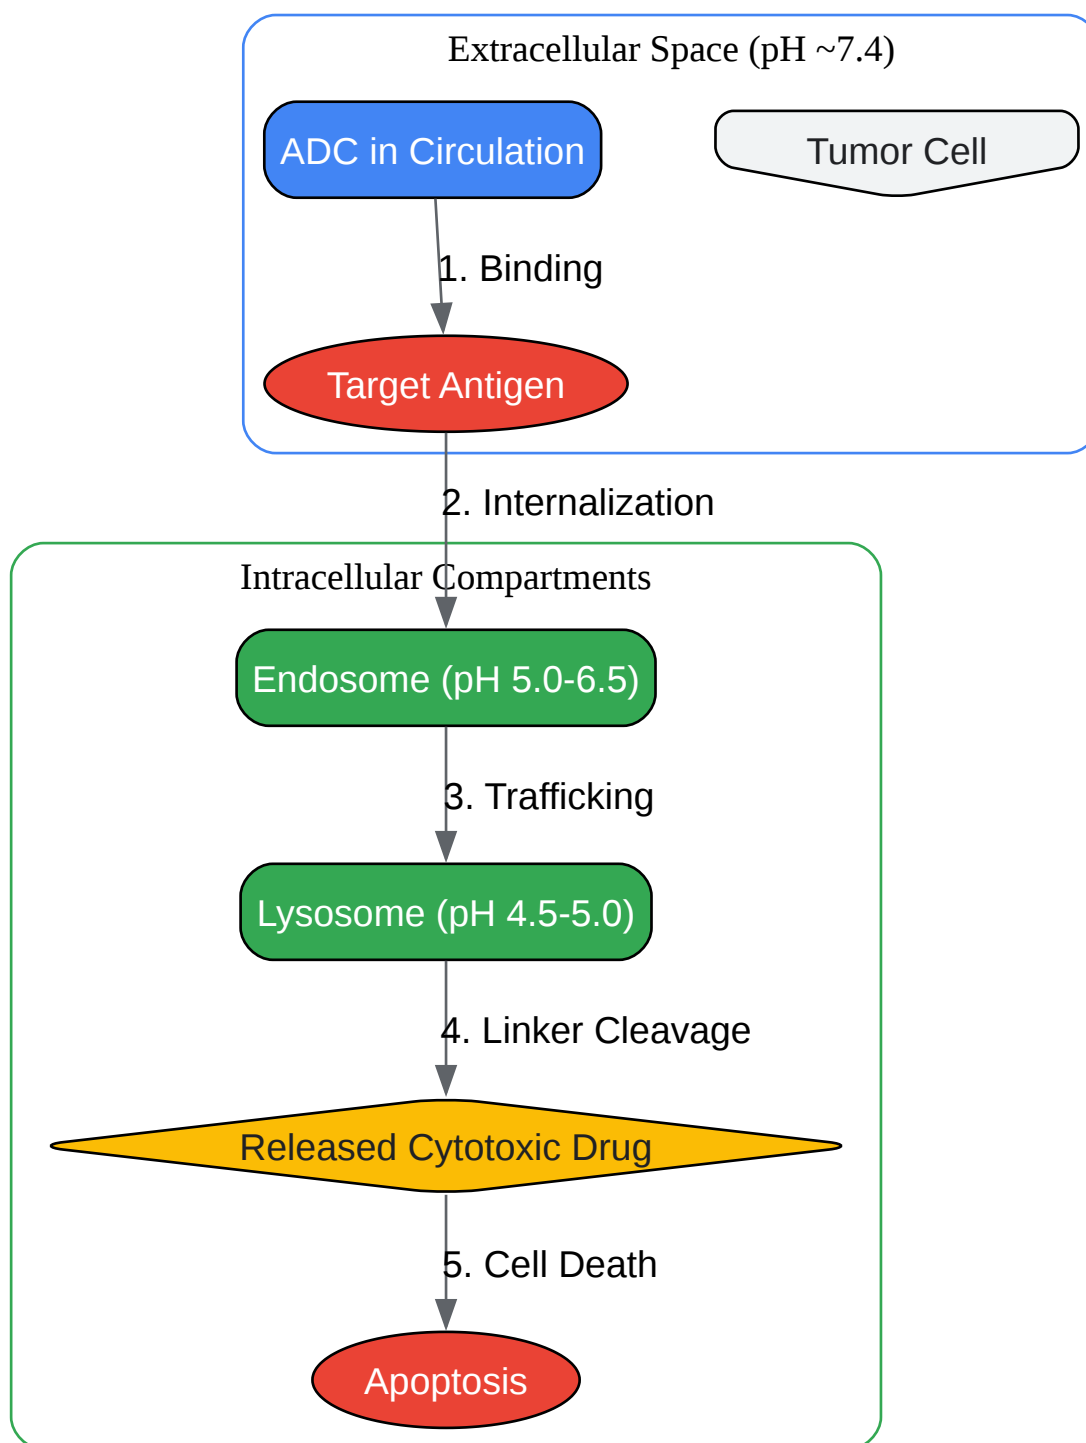 Extracellular Space (pH ~7.4)
ADC in Circulation
Tumor Cell
1. Binding
Target Antigen
2. Internalization
Intracellular Compartments
Endosome (pH 5.0-6.5)
3. Trafficking
Lysosome (pH 4.5-5.0)
4. Linker Cleavage
Released Cytotoxic Drug
5. Cell Death
Apoptosis